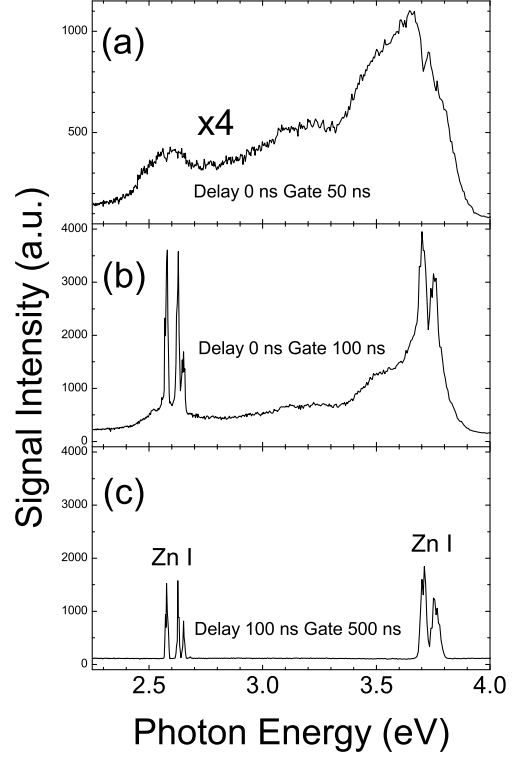 (a)
1000
x4
500
Delay 0 ns Gate 50 ns
4000
(b)
3000
Delay 0 ns Gate 100 ns
2000
1000
0
4000
(c)
3000
Zn I
Zn I
2000
Delay 100 ns Gate 500 ns
1000
0
2.5
3.0
3.5
4.0
Photon Energy (eV)
Signal Intensity (a.u.)